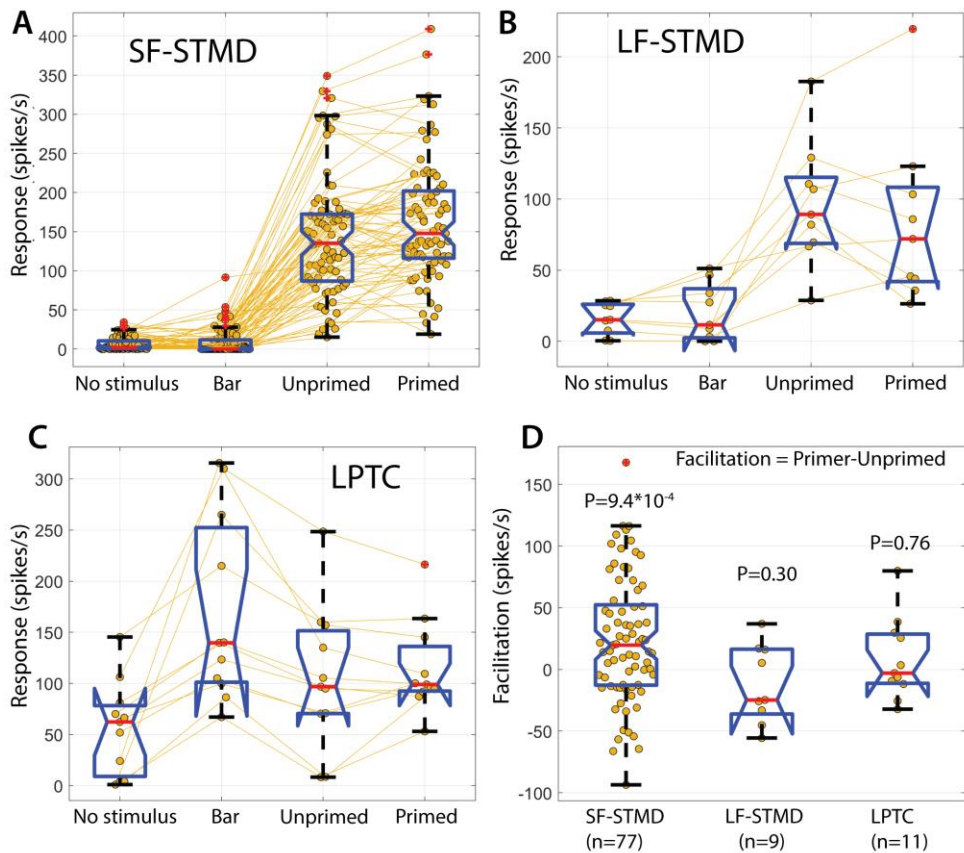 A
SF-STMD
Response (spikes/s)
400
350
300
250
200
150
100
50
0
No stimulus Bar Unprimed Primed
B
LF-STMD
Response (spikes/s)
200
150
100
50
0
No stimulus Bar Unprimed Primed
C
LPTC
Response (spikes/s)
300
250
200
150
100
50
0
No stimulus Bar Unprimed Primed
D
Facilitation = Primer-Unprimed
P=9.4*10⁻⁴
P=0.30
P=0.76
Facilitation (spikes/s)
150
100
50
0
-50
-100
SF-STMD LF-STMD LPTC
(n=77) (n=9) (n=11)